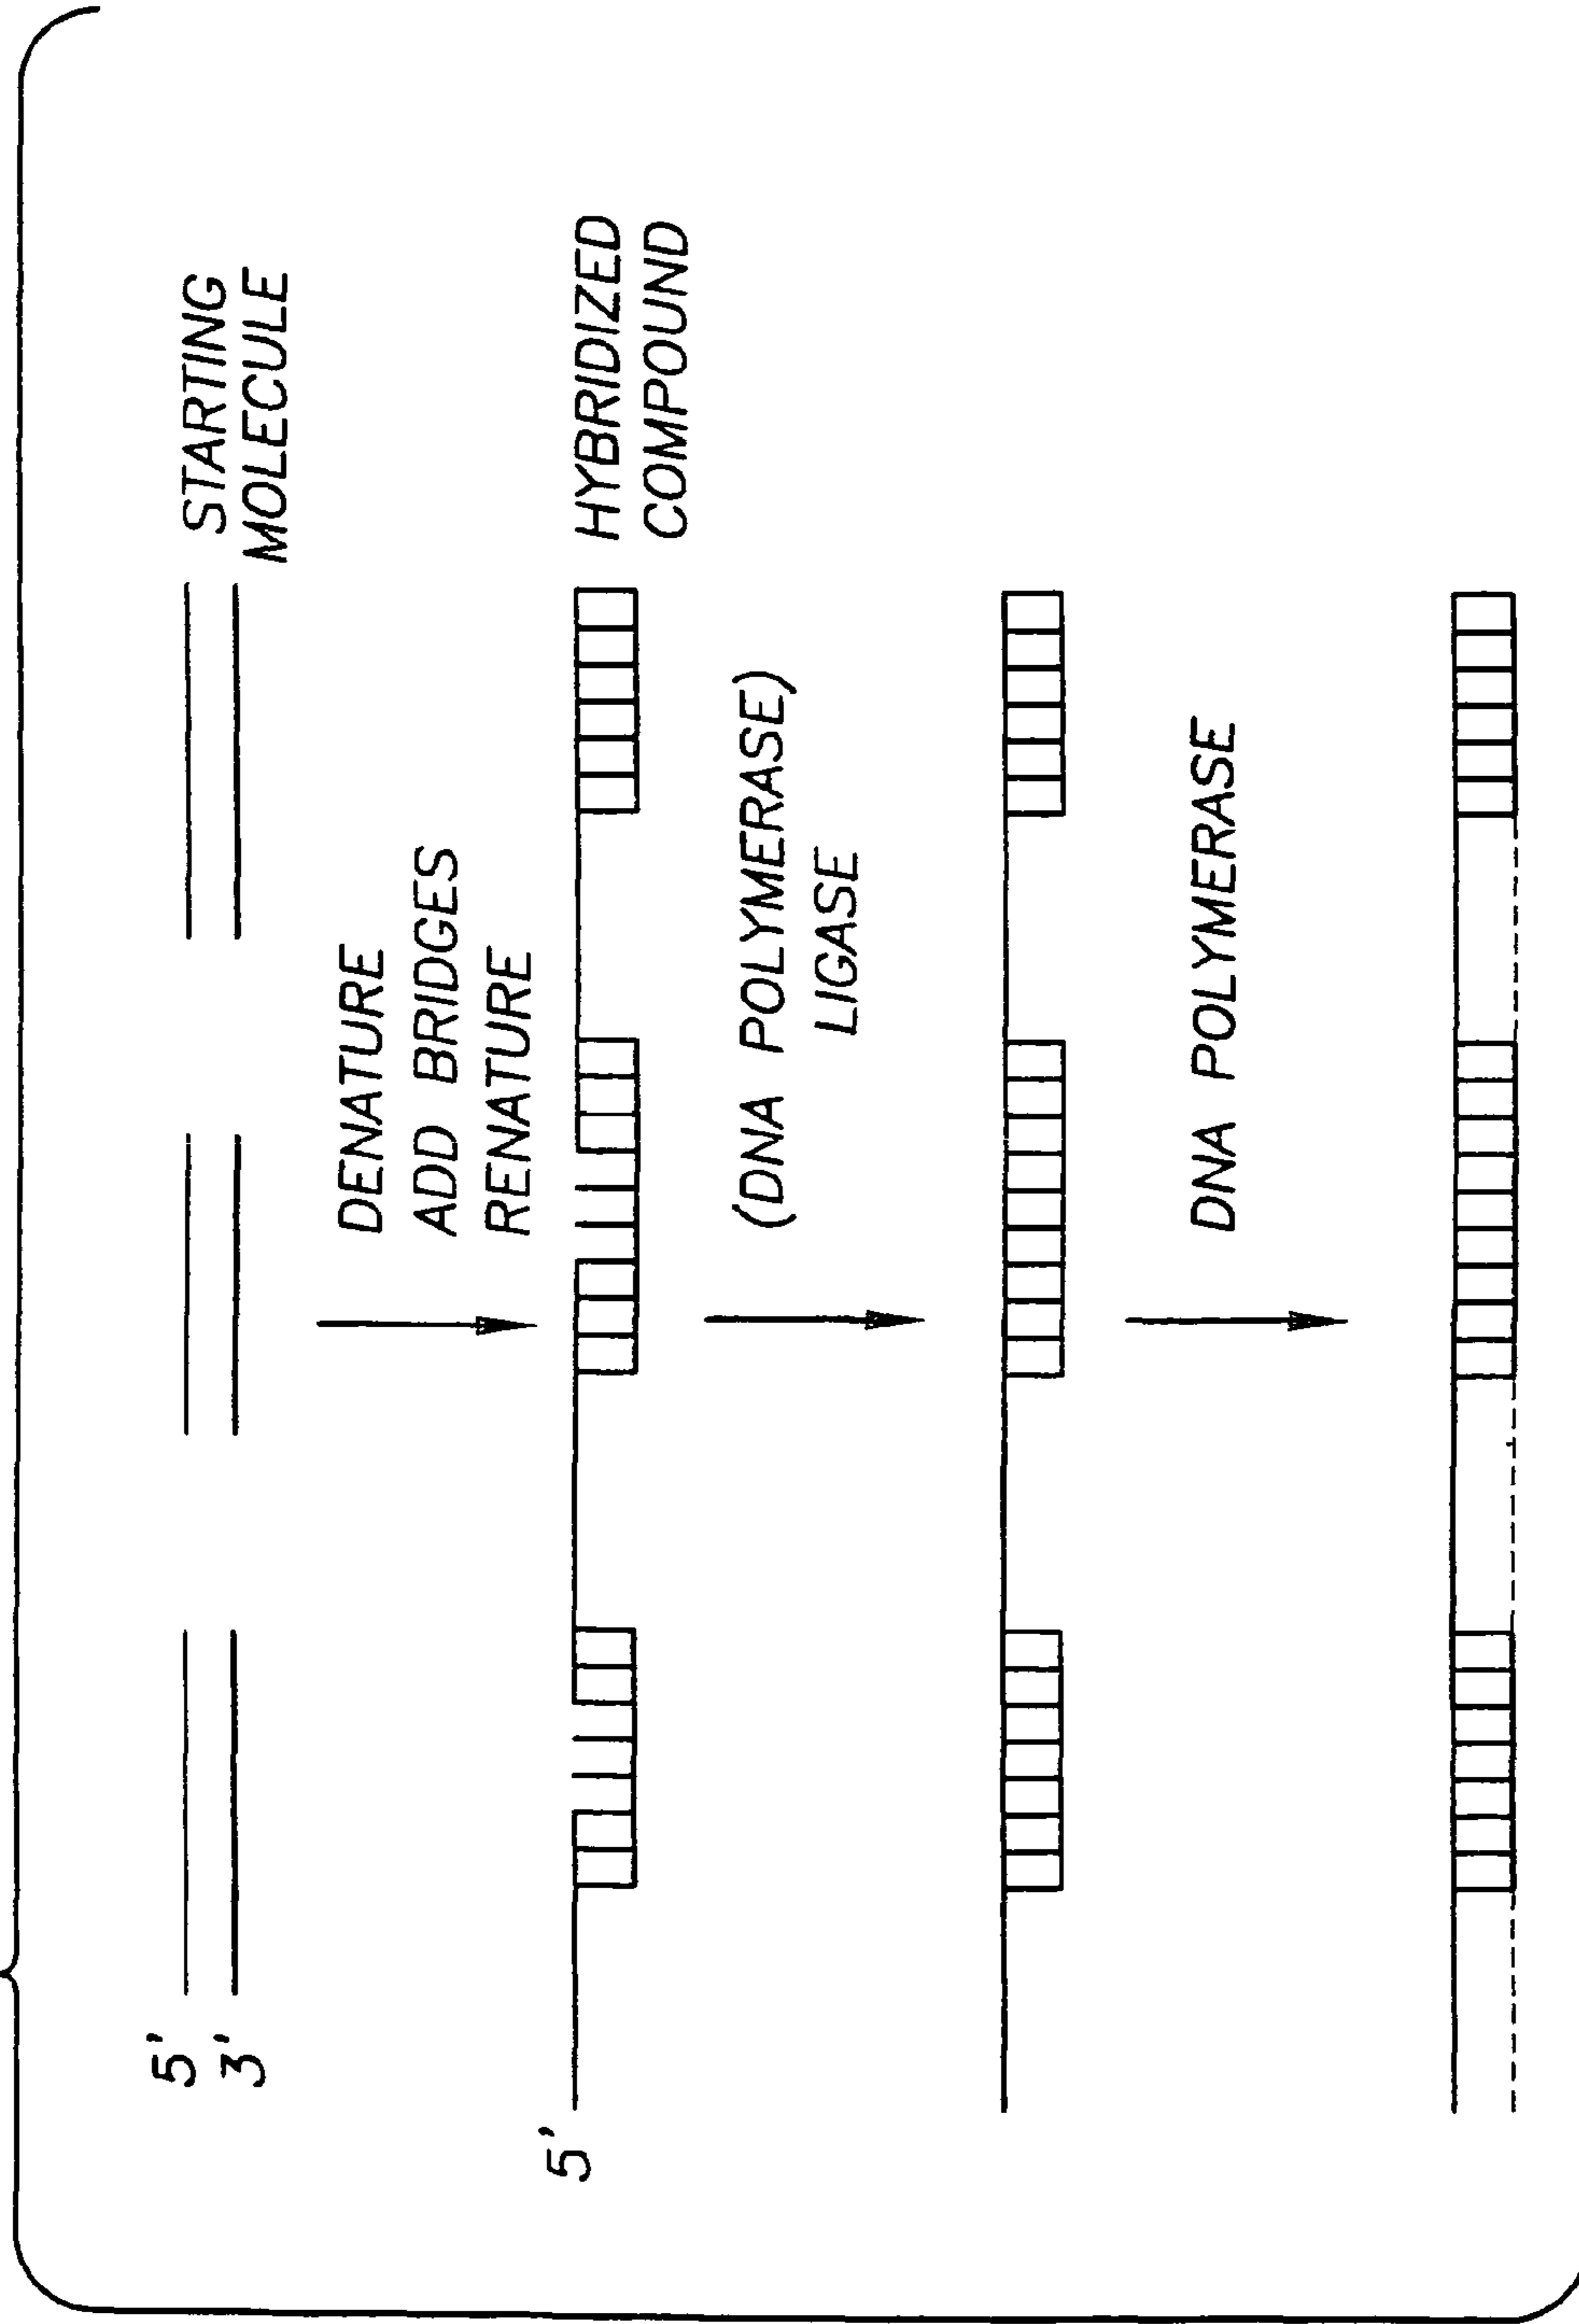 5'
3'
STARTING
MOLECULE
DENATURE
ADD BRIDGES
RENATURE
5'
HYBRIDIZED
COMPOUND
(DNA POLYMERASE)
LIGASE
DNA POLYMERASE